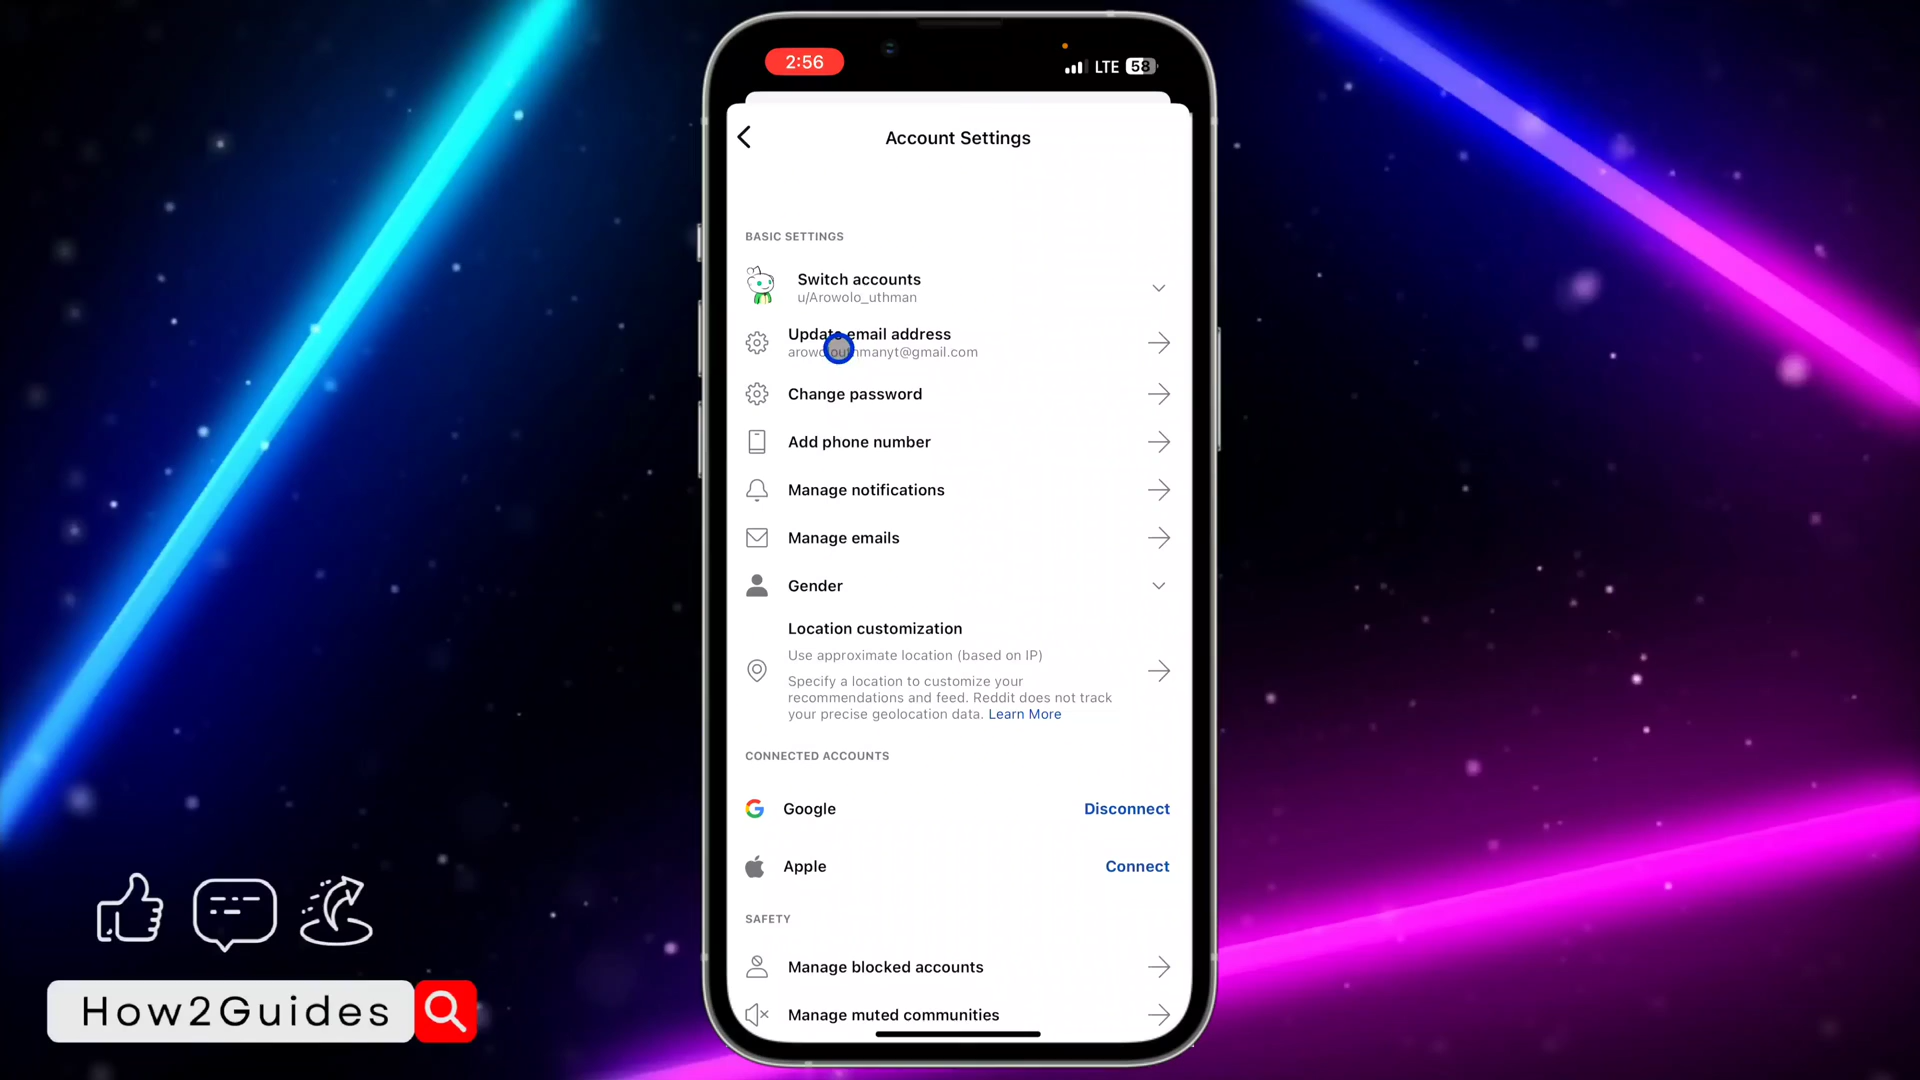 2:56
LTE 58
Account Settings
BASIC SETTINGS
Switch accounts
u/Arowolo_uthman
Update email address
arowolouthmanyt@gmail.com
Change password
Add phone number
Manage notifications
Manage emails
Gender
Location customization
Use approximate location (based on IP)
Specify a location to customize your
recommendations and feed. Reddit does not track
your precise geolocation data. Learn More
CONNECTED ACCOUNTS
Google Disconnect
Apple Connect
SAFETY
Manage blocked accounts
Manage muted communities
How2Guides